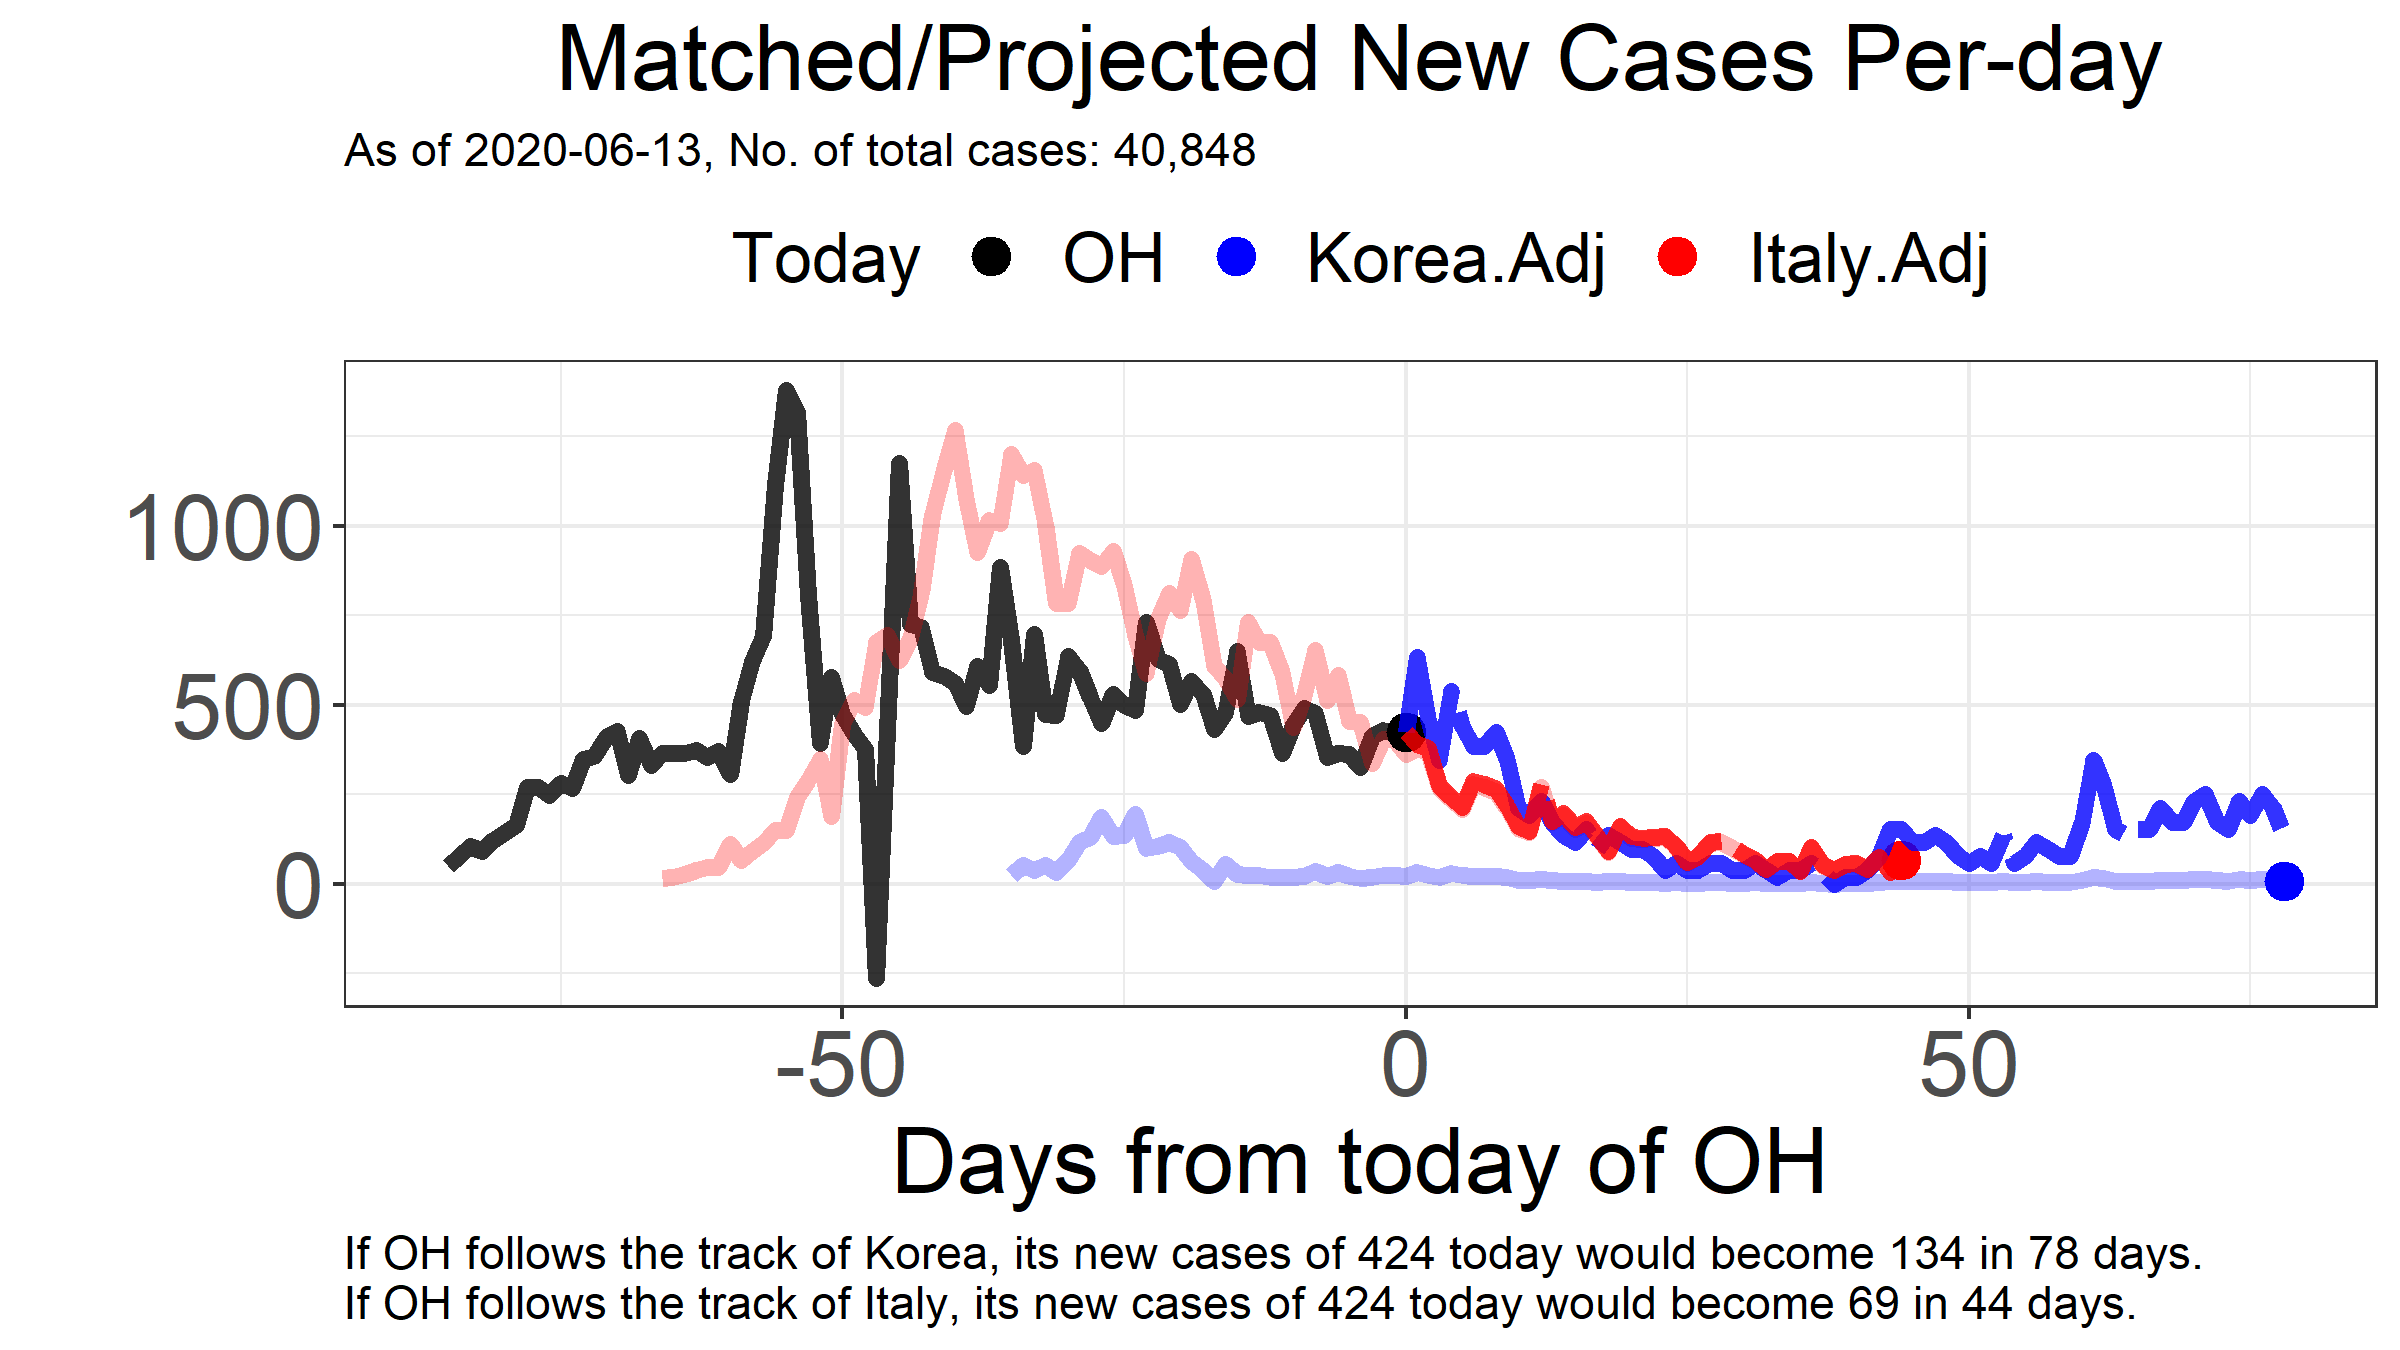 Matched/Projected New Cases Per-day
As of 2020-06-13, No. of total cases: 40,848
Today OH Korea.Adj Italy.Adj
1000
500
0
-50 0 50
Days from today of OH
If OH follows the track of Korea, its new cases of 424 today would become 134 in 78 days.
If OH follows the track of Italy, its new cases of 424 today would become 69 in 44 days.